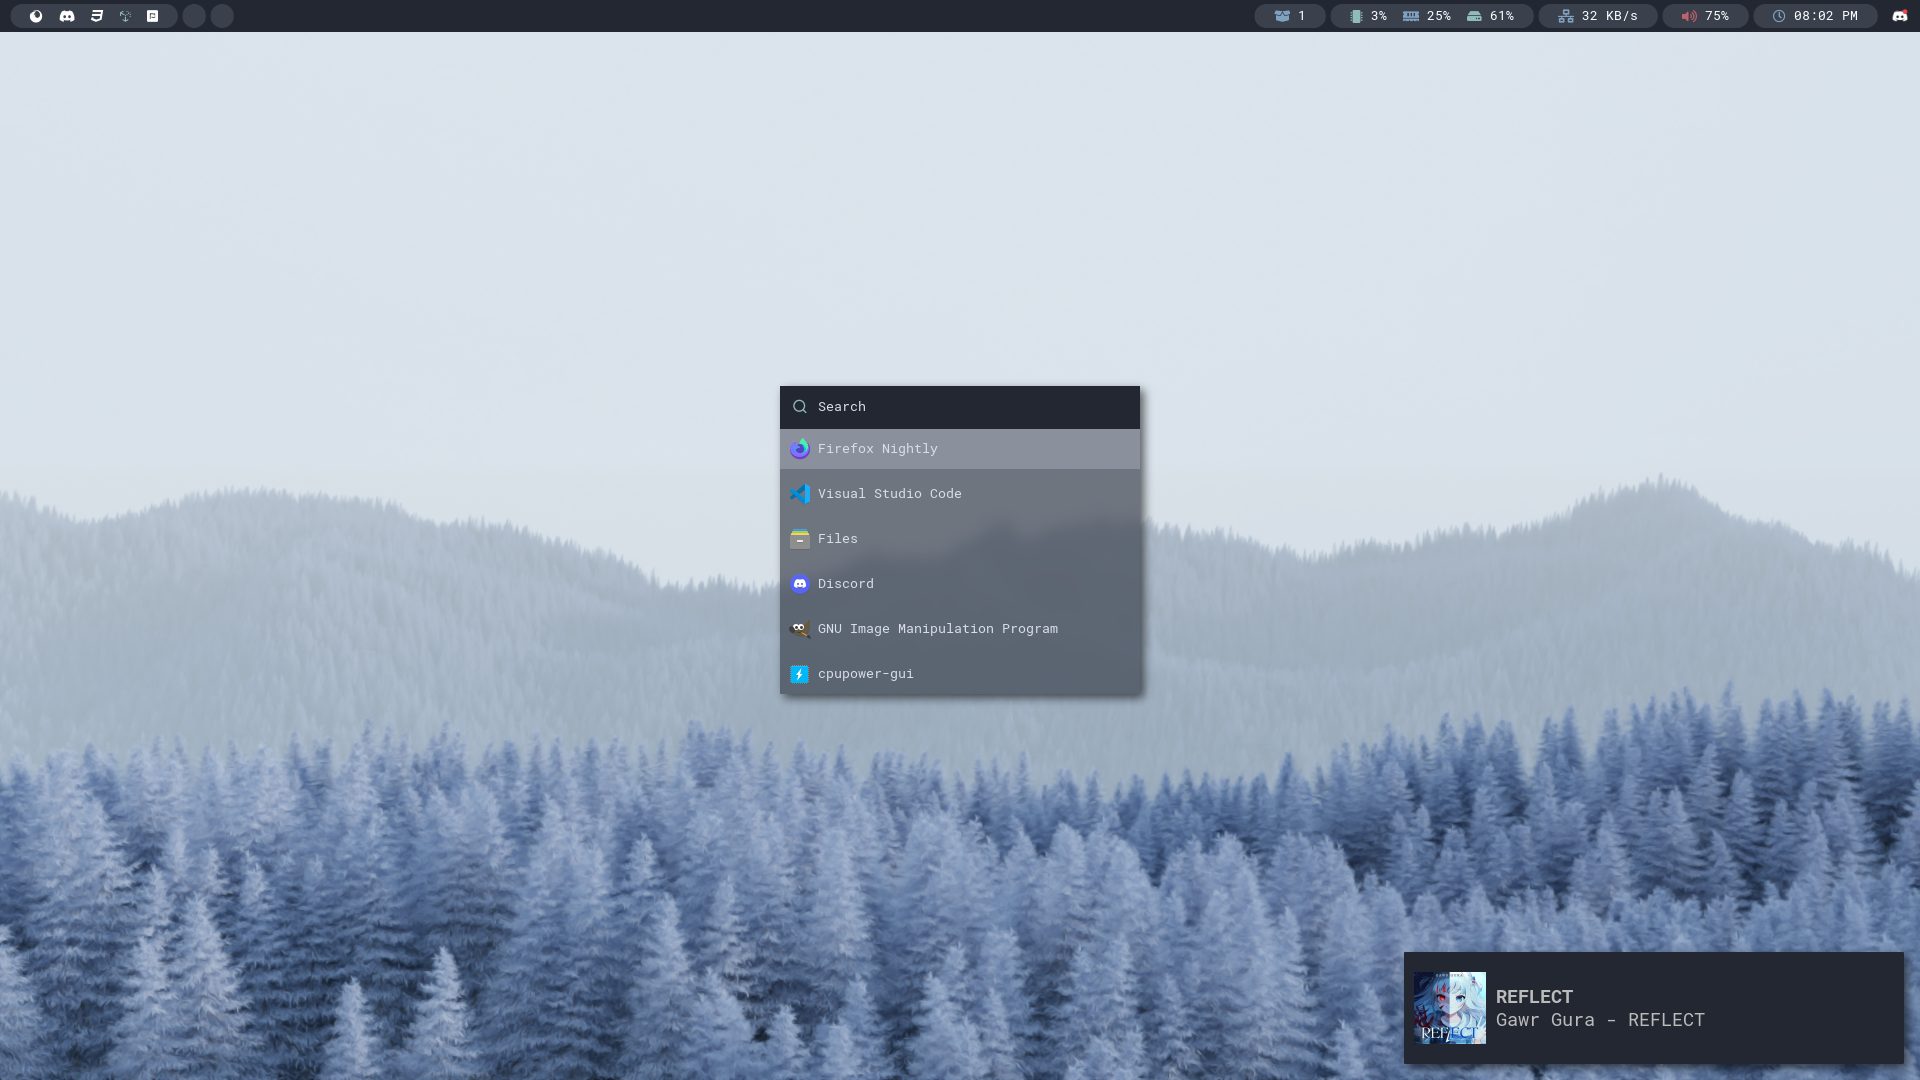 1
3%
25%
61%
32 KB/s
75%
08:02 PM
Search
Firefox Nightly
Visual Studio Code
Files
Discord
GNU Image Manipulation Program
cpupower-gui
REFLECT
REFLECT
Gawr Gura - REFLECT